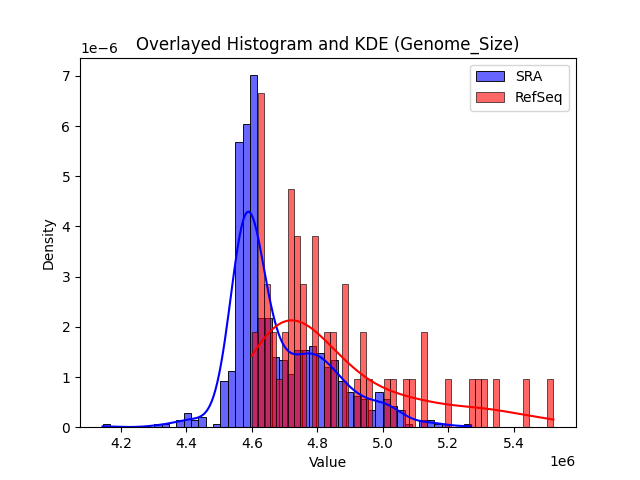 Overlayed Histogram and KDE (Genome_Size)
1e−6
SRA
RefSeq
7
6
5
4
3
2
1
0
Density
4.2
4.4
4.6
4.8
5.0
5.2
5.4
Value
1e6